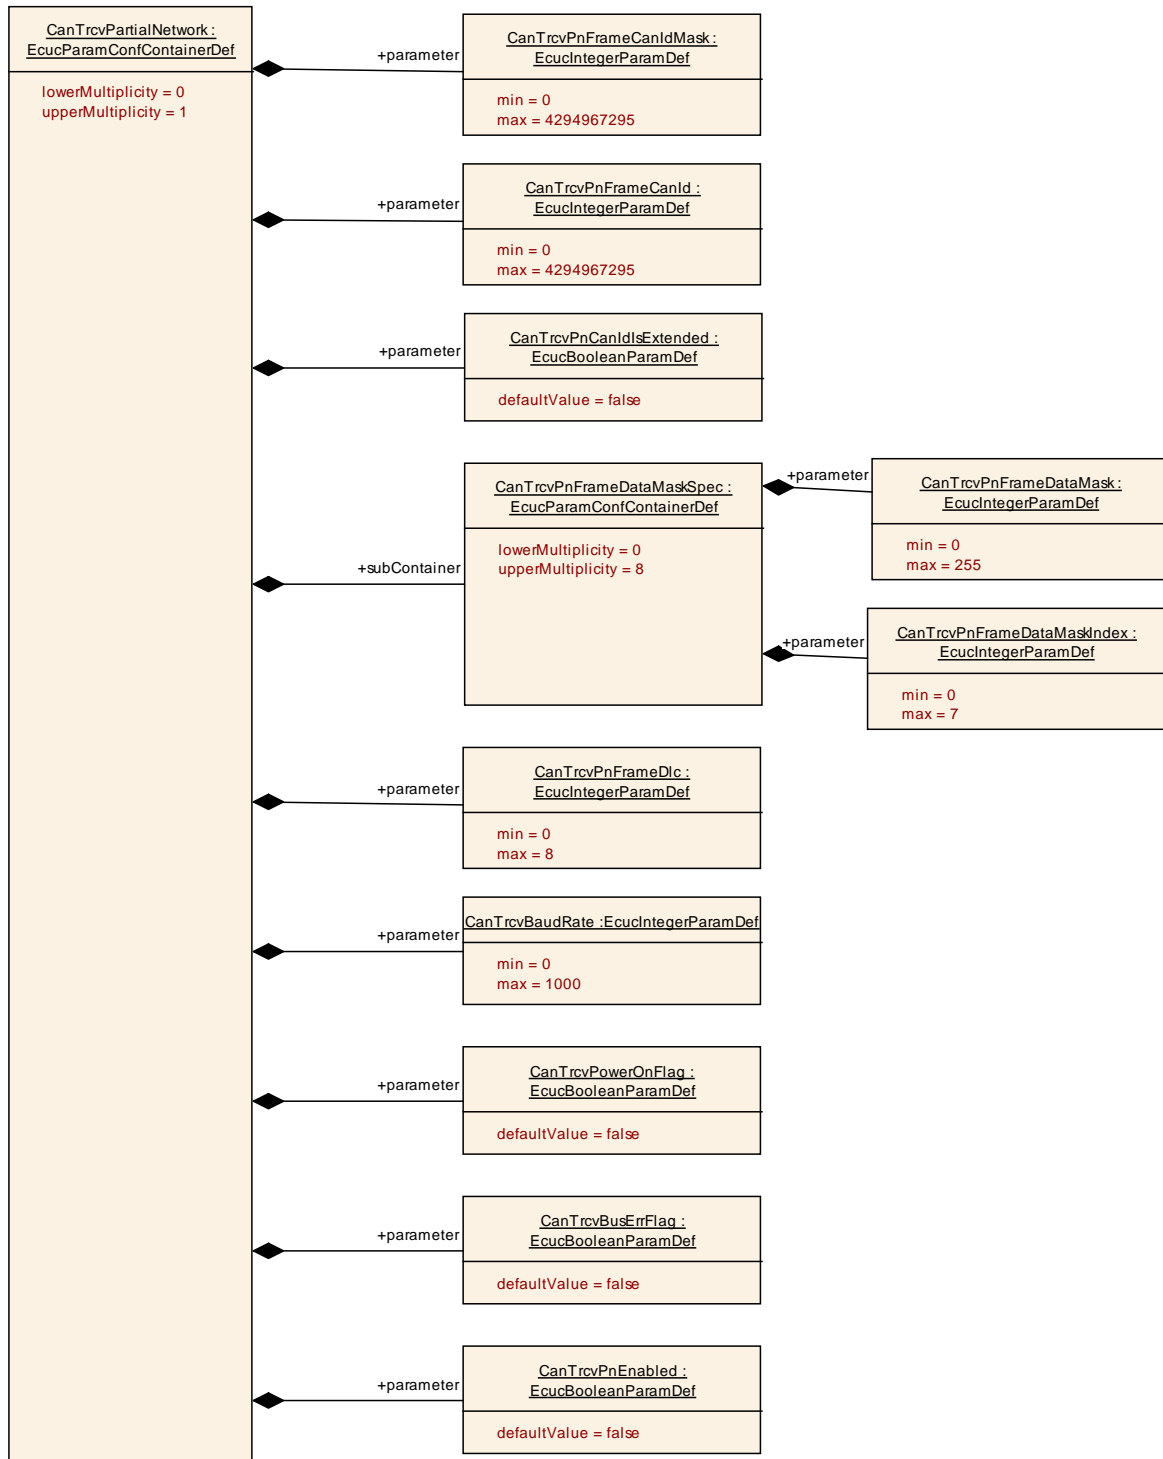 CanTrcvPartialNetwork :
EcucParamConfContainerDef
lowerMultiplicity = 0
upperMultiplicity = 1
+parameter
CanTrcvPnFrameCanIdMask :
EcucIntegerParamDef
min = 0
max = 4294967295
+parameter
CanTrcvPnFrameCanId :
EcucIntegerParamDef
min = 0
max = 4294967295
+parameter
CanTrcvPnCanIdIsExtended :
EcucBooleanParamDef
defaultValue = false
+subContainer
CanTrcvPnFrameDataMaskSpec :
EcucParamConfContainerDef
lowerMultiplicity = 0
upperMultiplicity = 8
+parameter
CanTrcvPnFrameDataMask :
EcucIntegerParamDef
min = 0
max = 255
+parameter
CanTrcvPnFrameDataMaskIndex :
EcucIntegerParamDef
min = 0
max = 7
+parameter
CanTrcvPnFrameDlc :
EcucIntegerParamDef
min = 0
max = 8
+parameter
CanTrcvBaudRate :EcucIntegerParamDef
min = 0
max = 1000
+parameter
CanTrcvPowerOnFlag :
EcucBooleanParamDef
defaultValue = false
+parameter
CanTrcvBusErrFlag :
EcucBooleanParamDef
defaultValue = false
+parameter
CanTrcvPnEnabled :
EcucBooleanParamDef
defaultValue = false